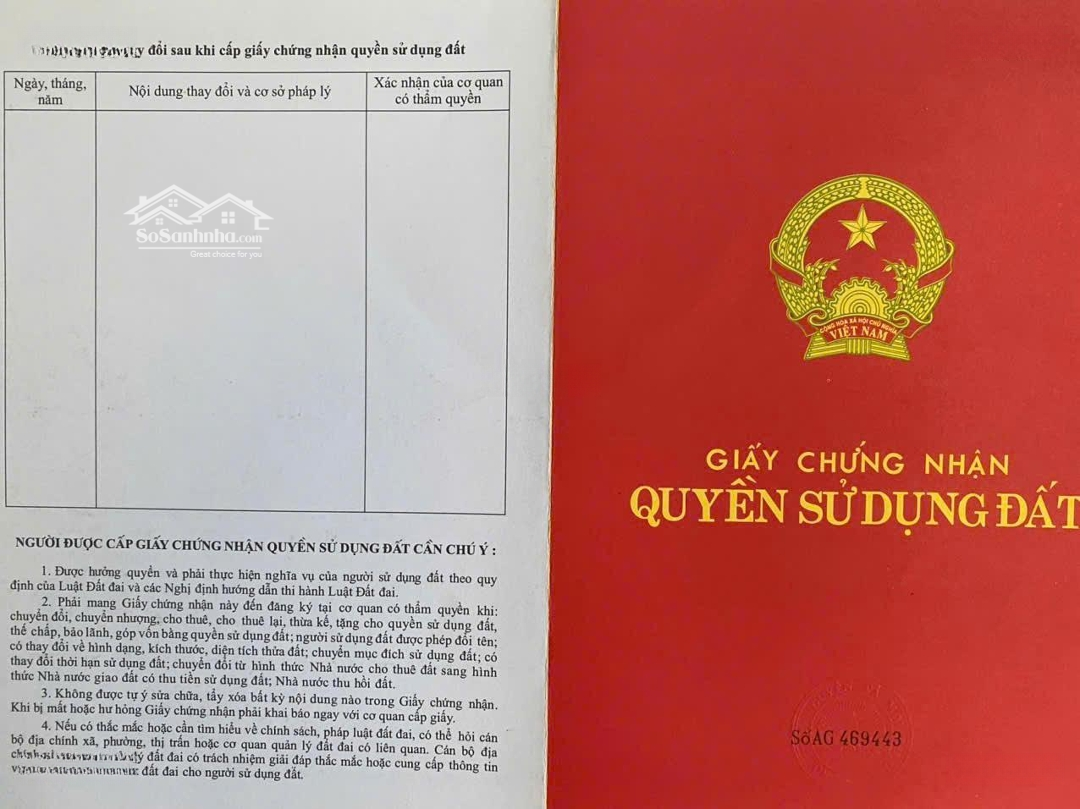 đổi sau khi cấp giấy chứng nhận quyền sử dụng đất
Ngày, tháng,
năm
Nội dung thay đổi và cơ sở pháp lý
Xác nhận của cơ quan
có thẩm quyền
SoSanhnha.com
Great choice for you
NGƯỜI ĐƯỢC CẤP GIẤY CHỨNG NHẬN QUYỀN SỬ DỤNG ĐẤT CẦN CHÚ Ý :
1. Được hưởng quyền và phải thực hiện nghĩa vụ của người sử dụng đất theo quy
định của Luật Đất đai và các Nghị định hướng dẫn thi hành Luật Đất đai.
2. Phải mang Giấy chứng nhận này đến đăng ký tại cơ quan có thẩm quyền khi:
chuyển đổi, chuyển nhượng, cho thuê, cho thuê lại, thừa kế, tặng cho quyền sử dụng đất,
thế chấp, bảo lãnh, góp vốn bằng quyền sử dụng đất; người sử dụng đất được phép đổi tên;
có thay đổi về hình dạng, kích thước, diện tích thửa đất; chuyển mục đích sử dụng đất; có
thay đổi thời hạn sử dụng đất; chuyển đổi từ hình thức Nhà nước cho thuê đất sang hình
thức Nhà nước giao đất có thu tiền sử dụng đất; Nhà nước thu hồi đất.
3. Không được tự ý sửa chữa, tẩy xóa bất kỳ nội dung nào trong Giấy chứng nhận.
Khi bị mất hoặc hư hỏng Giấy chứng nhận phải khai báo ngay với cơ quan cấp giấy.
4. Nếu có thắc mắc hoặc cần tìm hiểu về chính sách, pháp luật đất đai, có thể hỏi cán
bộ địa chính xã, phường, thị trấn hoặc cơ quan quản lý đất đai có liên quan. Cán bộ địa
lý đất đai có trách nhiệm giải đáp thắc mắc hoặc cung cấp thông tin
đất đai cho người sử dụng đất.
CỘNG HÒA XÃ HỘI CHỦ NGHĨA
VIỆT NAM
GIẤY CHỨNG NHẬN
QUYỀN SỬ DỤNG ĐẤT
Số AG 469443